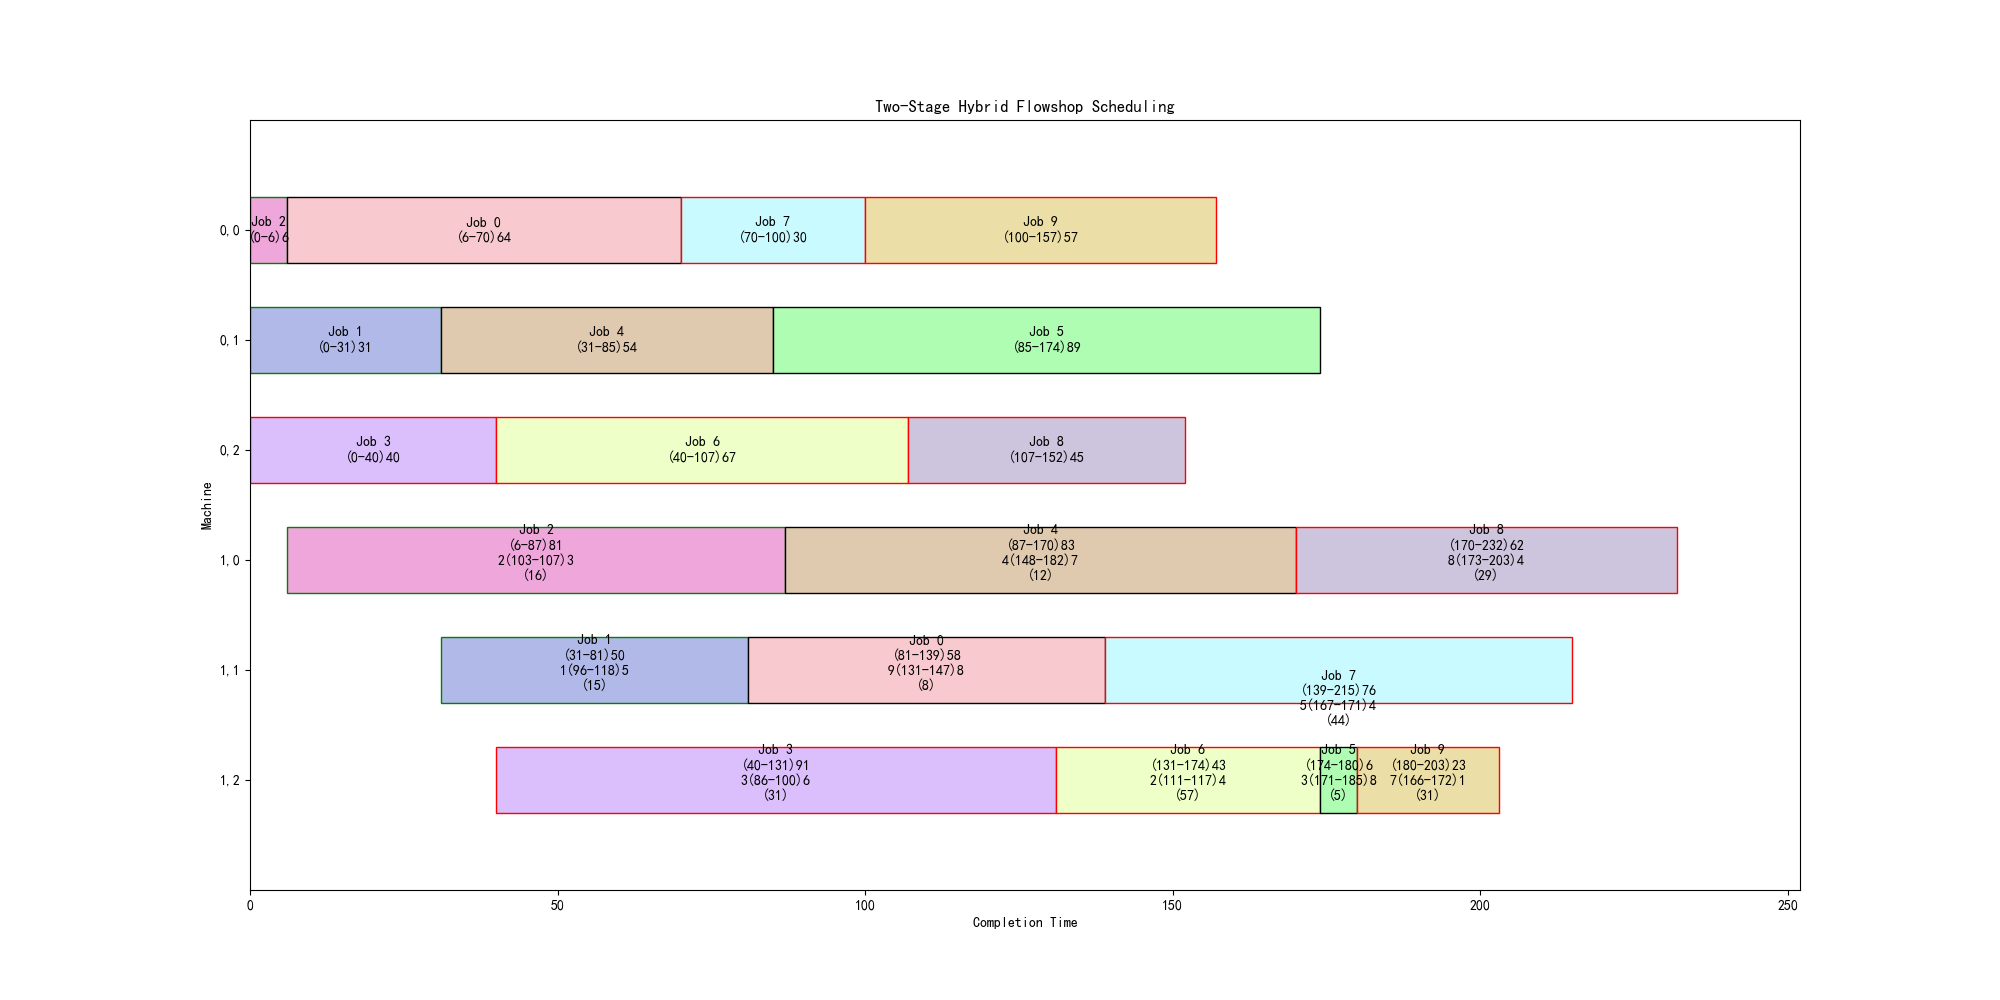 Two-Stage Hybrid Flowshop Scheduling
0,0
Job 2
(0-6)6
Job 0
(6-70)64
Job 7
(70-100)30
Job 9
(100-157)57
0,1
Job 1
(0-31)31
Job 4
(31-85)54
Job 5
(85-174)89
0,2
Job 3
(0-40)40
Job 6
(40-107)67
Job 8
(107-152)45
1,0
Job 2
(6-87)81
2(103-107)3
(16)
Job 4
(87-170)83
4(148-182)7
(12)
Job 8
(170-232)62
8(173-203)4
(29)
1,1
Job 1
(31-81)50
1(96-118)5
(15)
Job 0
(81-139)58
9(131-147)8
(8)
Job 7
(139-215)76
5(167-171)4
(44)
1,2
Job 3
(40-131)91
3(86-100)6
(31)
Job 6
(131-174)43
2(111-117)4
(57)
Job 5
(174-180)6
3(171-185)8
(5)
Job 9
(180-203)23
7(166-172)1
(31)
Machine
0
50
100
150
200
250
Completion Time